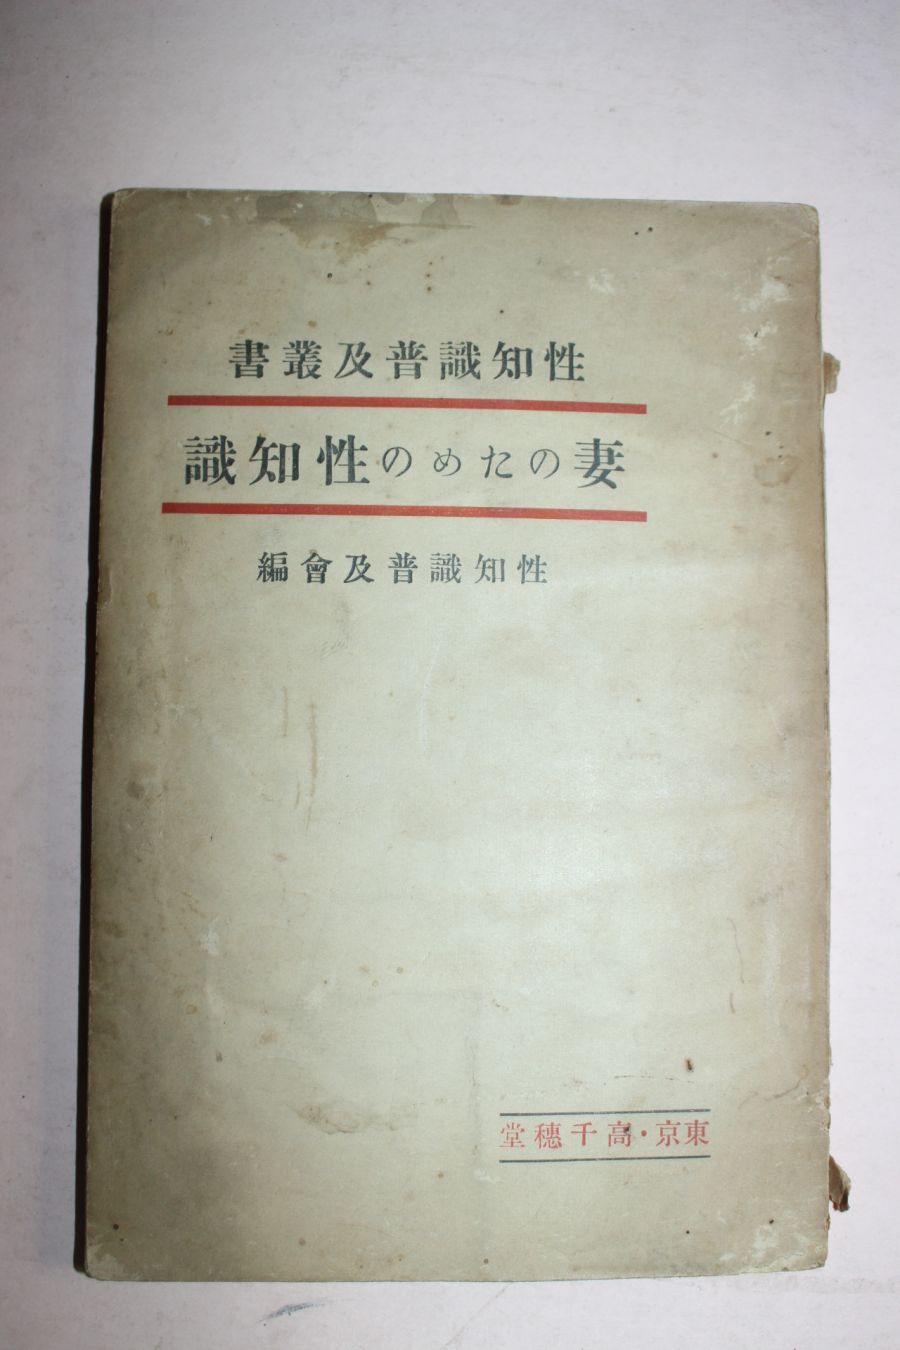 性知識普及叢書
妻のための性知識
性知識普及會編
東京・高千穗堂